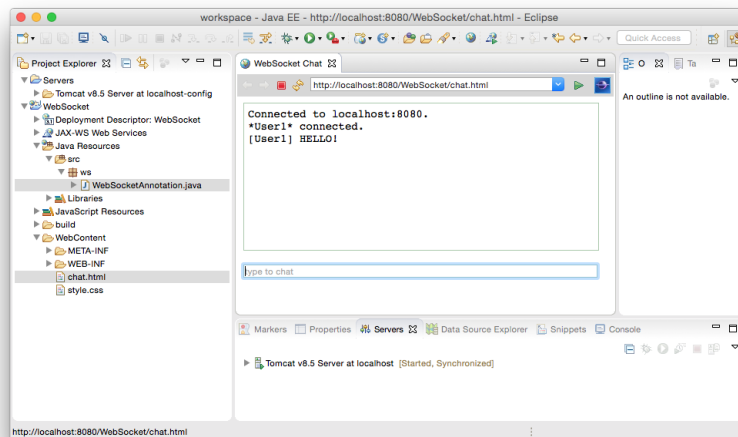 workspace - Java EE - http://localhost:8080/WebSocket/chat.html - Eclipse
Quick Access
Project Explorer
Servers
Tomcat v8.5 Server at localhost-config
WebSocket
Deployment Descriptor: WebSocket
JAX-WS Web Services
Java Resources
src
ws
WebSocketAnnotation.java
Libraries
JavaScript Resources
build
WebContent
META-INF
WEB-INF
chat.html
style.css
WebSocket Chat
http://localhost:8080/WebSocket/chat.html
Connected to localhost:8080.
*User1* connected.
[User1] HELLO!
type to chat
O Ta
An outline is not available.
Markers Properties Servers Data Source Explorer Snippets Console
Tomcat v8.5 Server at localhost [Started, Synchronized]
http://localhost:8080/WebSocket/chat.html